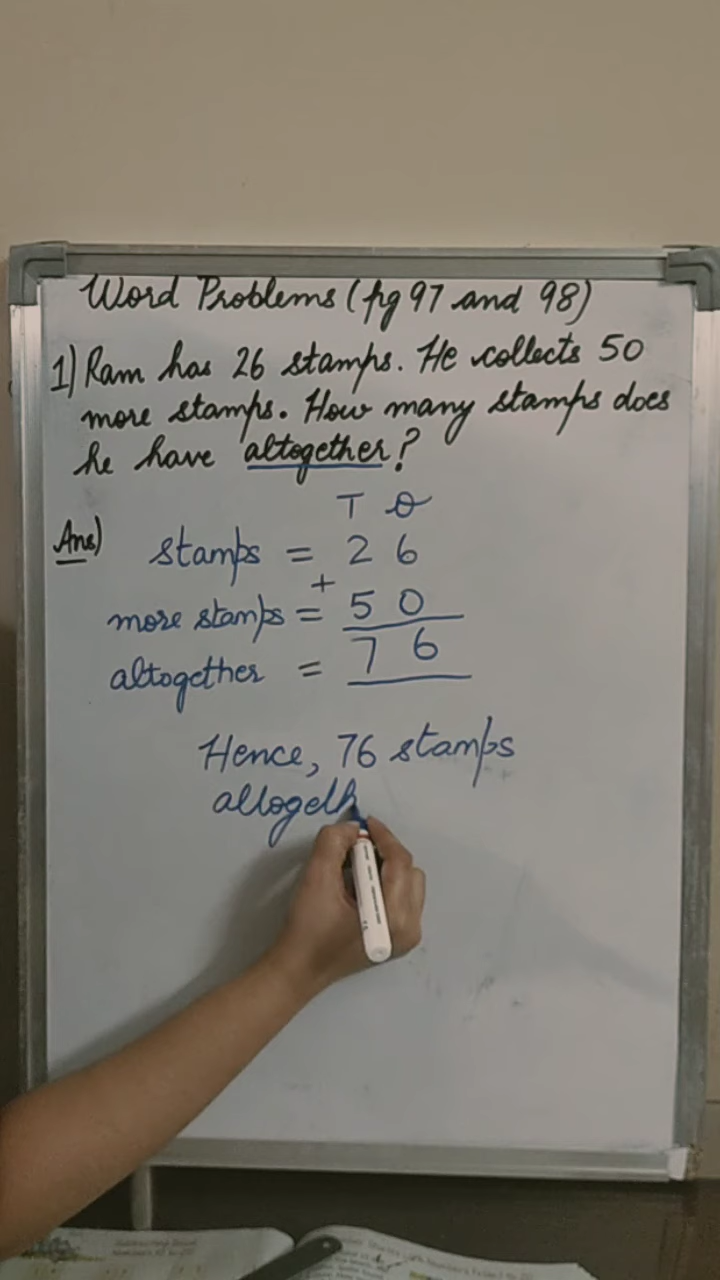 Word Problems (pg 97 and 98)
1) Ram has 26 stamps. He collects 50
more stamps. How many stamps does
he have altogether?
T O
Ans) stamps = 2 6
+
more stamps = 5 0
altogether = 7 6
Hence, 76 stamps
altogeth